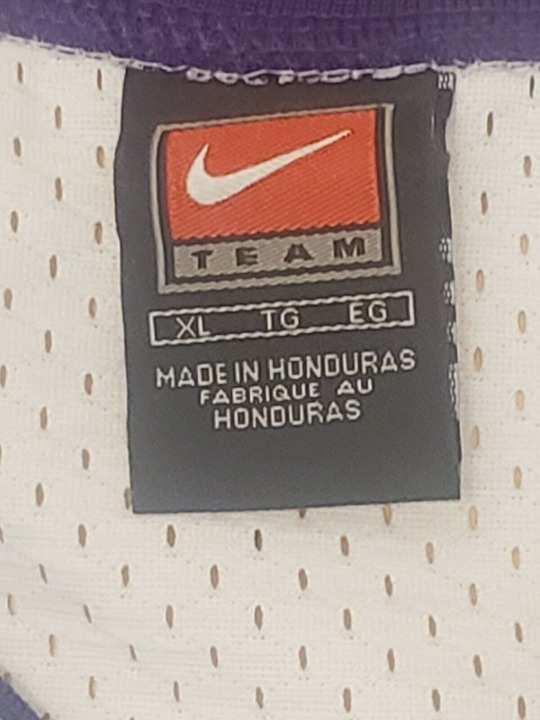 TEAM
XL TG EG
MADE IN HONDURAS
FABRIQUE AU
HONDURAS